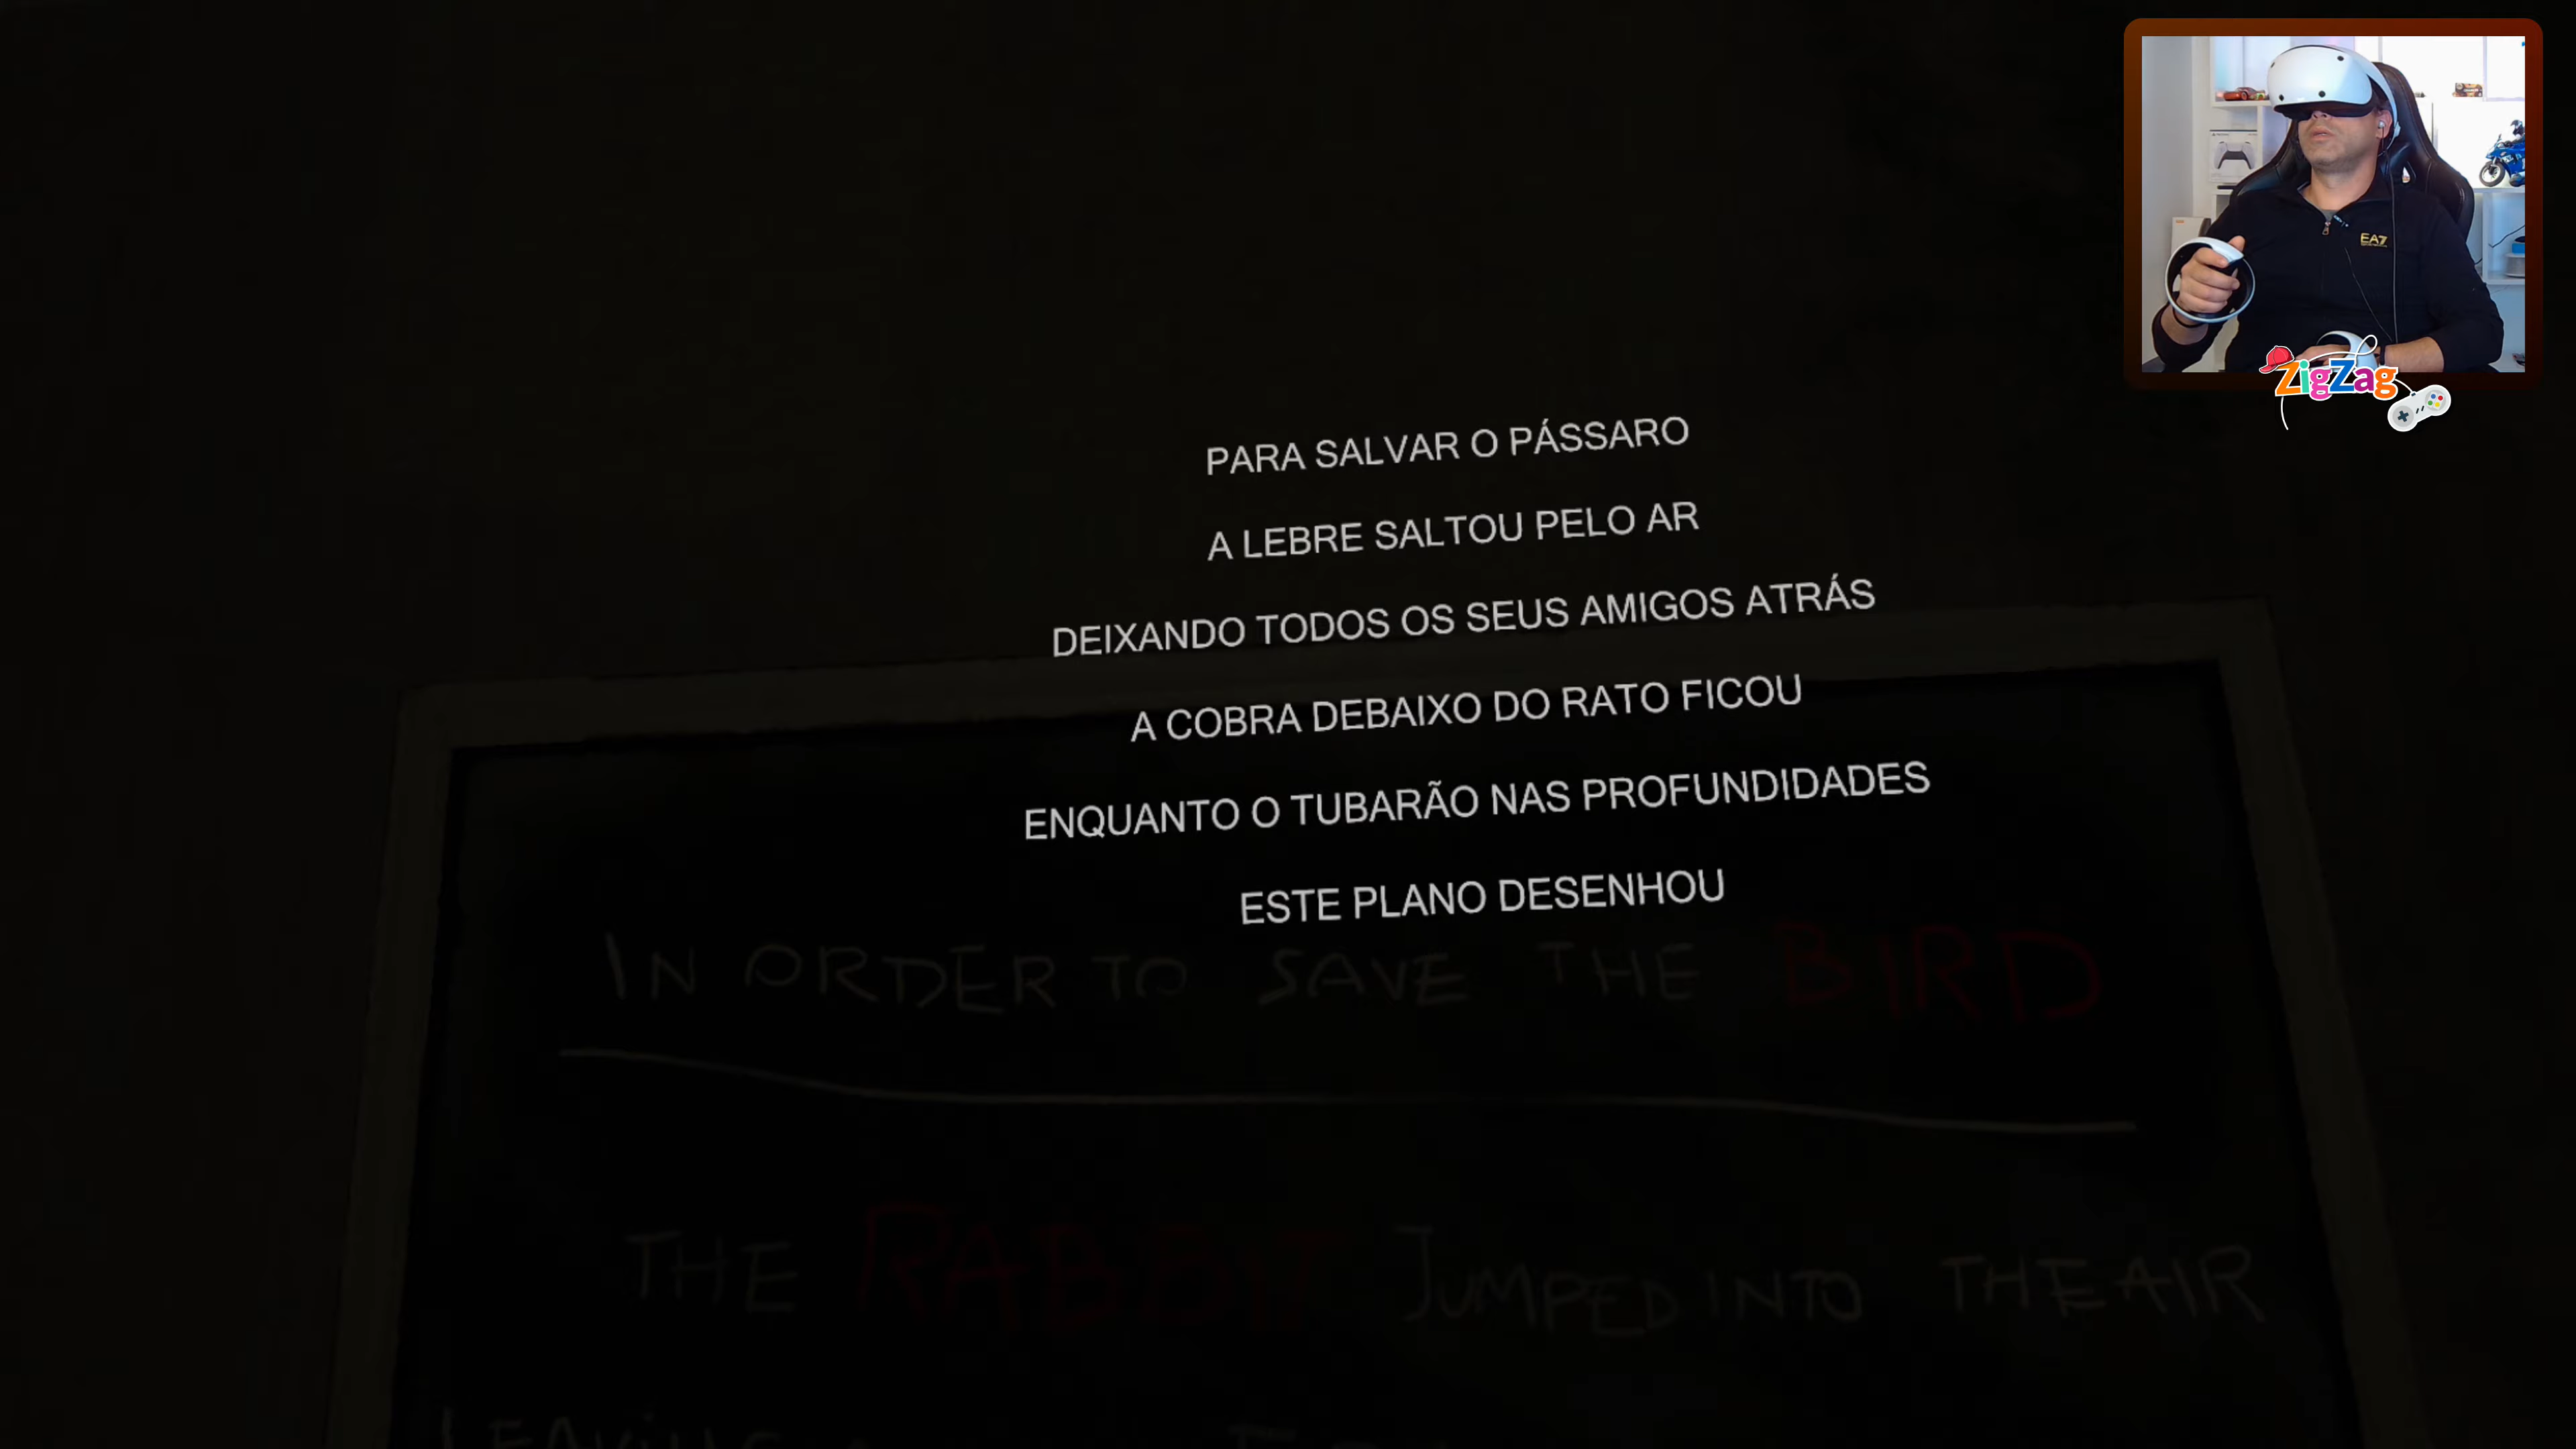 EA7
ZigZag
PARA SALVAR O PÁSSARO
A LEBRE SALTOU PELO AR
DEIXANDO TODOS OS SEUS AMIGOS ATRÁS
A COBRA DEBAIXO DO RATO FICOU
ENQUANTO O TUBARÃO NAS PROFUNDIDADES
ESTE PLANO DESENHOU
IN ORDER TO SAVE THE BIRD
THE RABBIT JUMPED INTO THE AIR
LEAVING